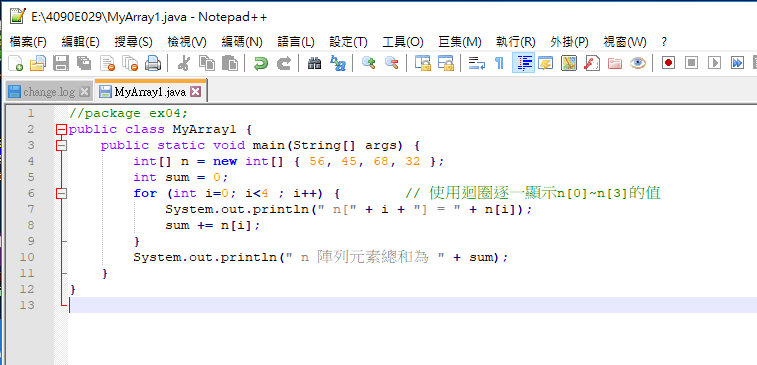 E:\4090E029\MyArray1.java - Notepad++
檔案(F) 編輯(E) 搜尋(S) 檢視(V) 編碼(N) 語言(L) 設定(T) 工具(O) 巨集(M) 執行(R) 外掛(P) 視窗(W) ?
change.log MyArray1.java
1 //package ex04;
2 public class MyArray1 {
3 public static void main(String[] args) {
4 int[] n = new int[] { 56, 45, 68, 32 };
5 int sum = 0;
6 for (int i=0; i<4 ; i++) { // 使用迴圈逐一顯示n[0]~n[3]的值
7 System.out.println(" n[" + i + "] = " + n[i]);
8 sum += n[i];
9 }
10 System.out.println(" n 陣列元素總和為 " + sum);
11 }
12 }
13